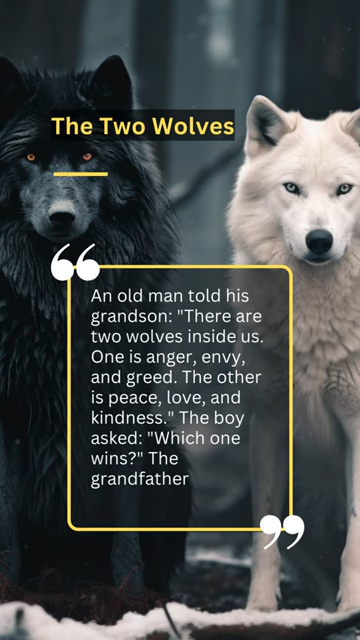 The Two Wolves
An old man told his
grandson: "There are
two wolves inside us.
One is anger, envy,
and greed. The other
is peace, love, and
kindness." The boy
asked: "Which one
wins?" The
grandfather